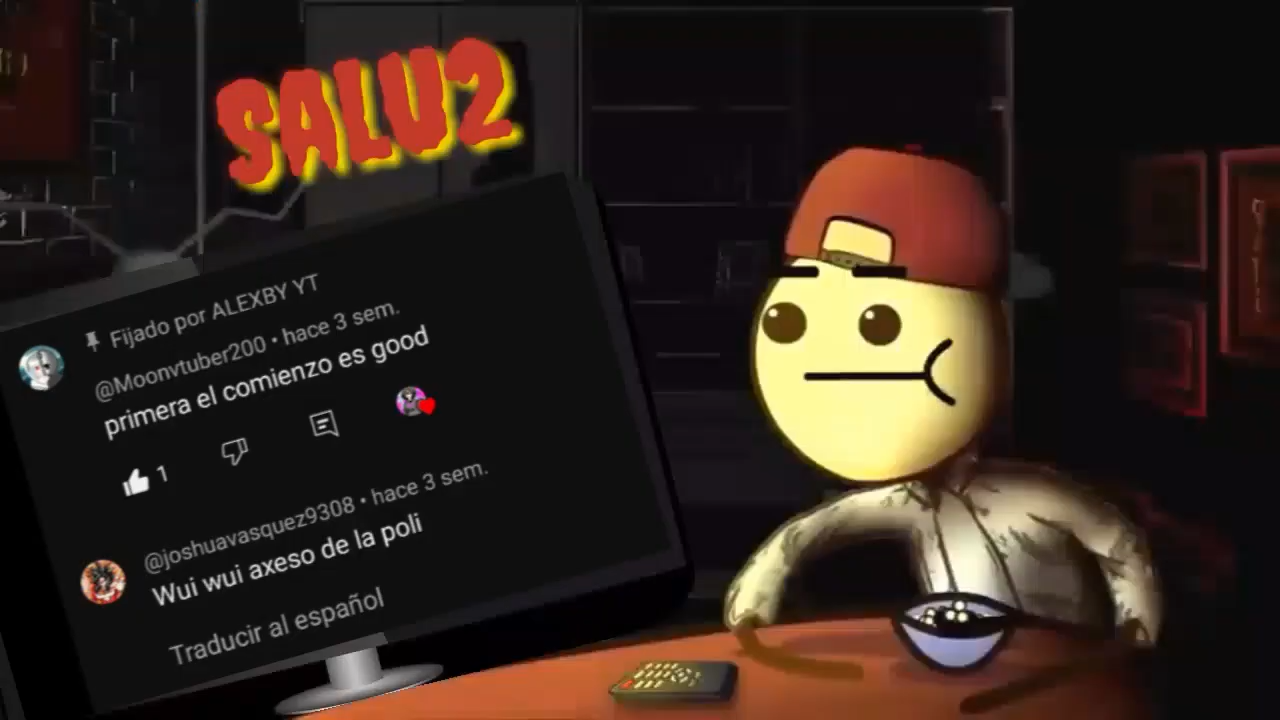 SALU2
Fijado por ALEXBY YT
@Moonvtuber200 • hace 3 sem.
primera el comienzo es good
1
@joshuavasquez9308 • hace 3 sem.
Wui wui axeso de la poli
Traducir al español